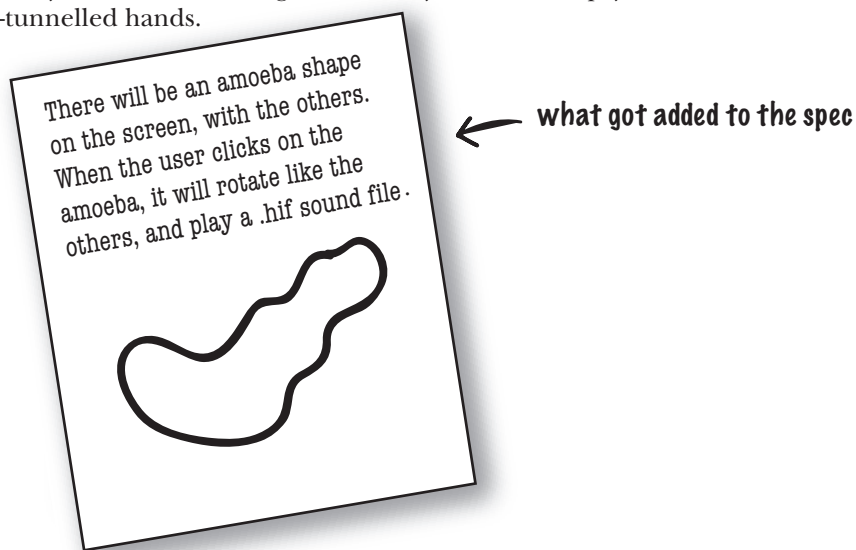 -tunnelled hands.
There will be an amoeba shape
on the screen, with the others.
When the user clicks on the
amoeba, it will rotate like the
others, and play a .hif sound file.
what got added to the spec